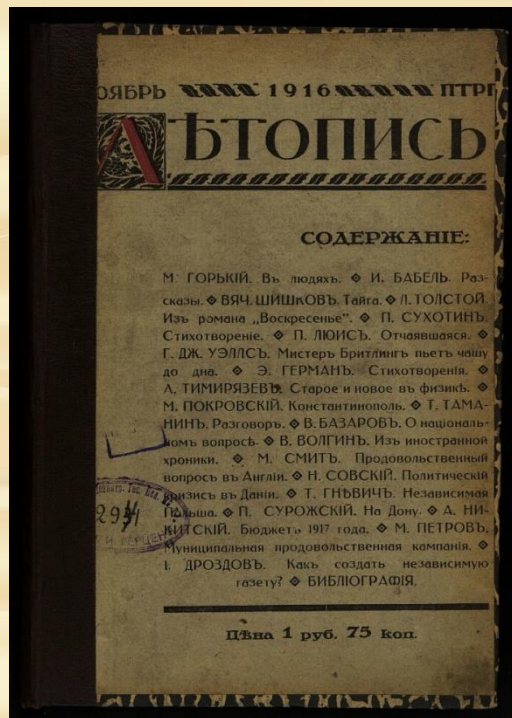 ОЯБРЬ 1916 ПТРГ
ЛѢТОПИСЬ
СОДЕРЖАНІЕ:
М. ГОРЬКІЙ. Въ людяхъ. ❖ И. БАБЕЛЬ. Раз-
сказы. ❖ ВЯЧ. ШИШКОВЪ. Тайга. ❖ Л. ТОЛСТОЙ.
Изъ романа „Воскресенье". ❖ П. СУХОТИНЪ.
Стихотвореніе. ❖ П. ЛЮИСЪ. Отчаявшаяся. ❖
Г. ДЖ. УЭЛЛСЪ. Мистеръ Бритлингъ пьетъ чашу
до дна. ❖ Э. ГЕРМАНЪ. Стихотворенія. ❖
А. ТИМИРЯЗЕВЪ. Старое и новое въ физикѣ. ❖
М. ПОКРОВСКІЙ. Константинополь. ❖ Т. ТАМА-
НИНЪ. Разговоръ. ❖ В. БАЗАРОВЪ. О національ-
номъ вопросѣ. ❖ В. ВОЛГИНЪ. Изъ иностранной
хроники. ❖ М. СМИТЪ. Продовольственный
вопросъ въ Англіи. ❖ Н. СОВСКІЙ. Политическій
кризисъ въ Даніи. ❖ Т. ГНѢВИЧЪ. Независимая
Польша. ❖ П. СУРОЖСКІЙ. На Дону. ❖ А. НИ-
КИТСКІЙ. Бюджетъ 1917 года. ❖ М. ПЕТРОВЪ.
Муниципальная продовольственная кампанія. ❖
І. ДРОЗДОВЪ. Какъ создать независимую
газету? ❖ БИБЛІОГРАФІЯ.
Цѣна 1 руб. 75 коп.